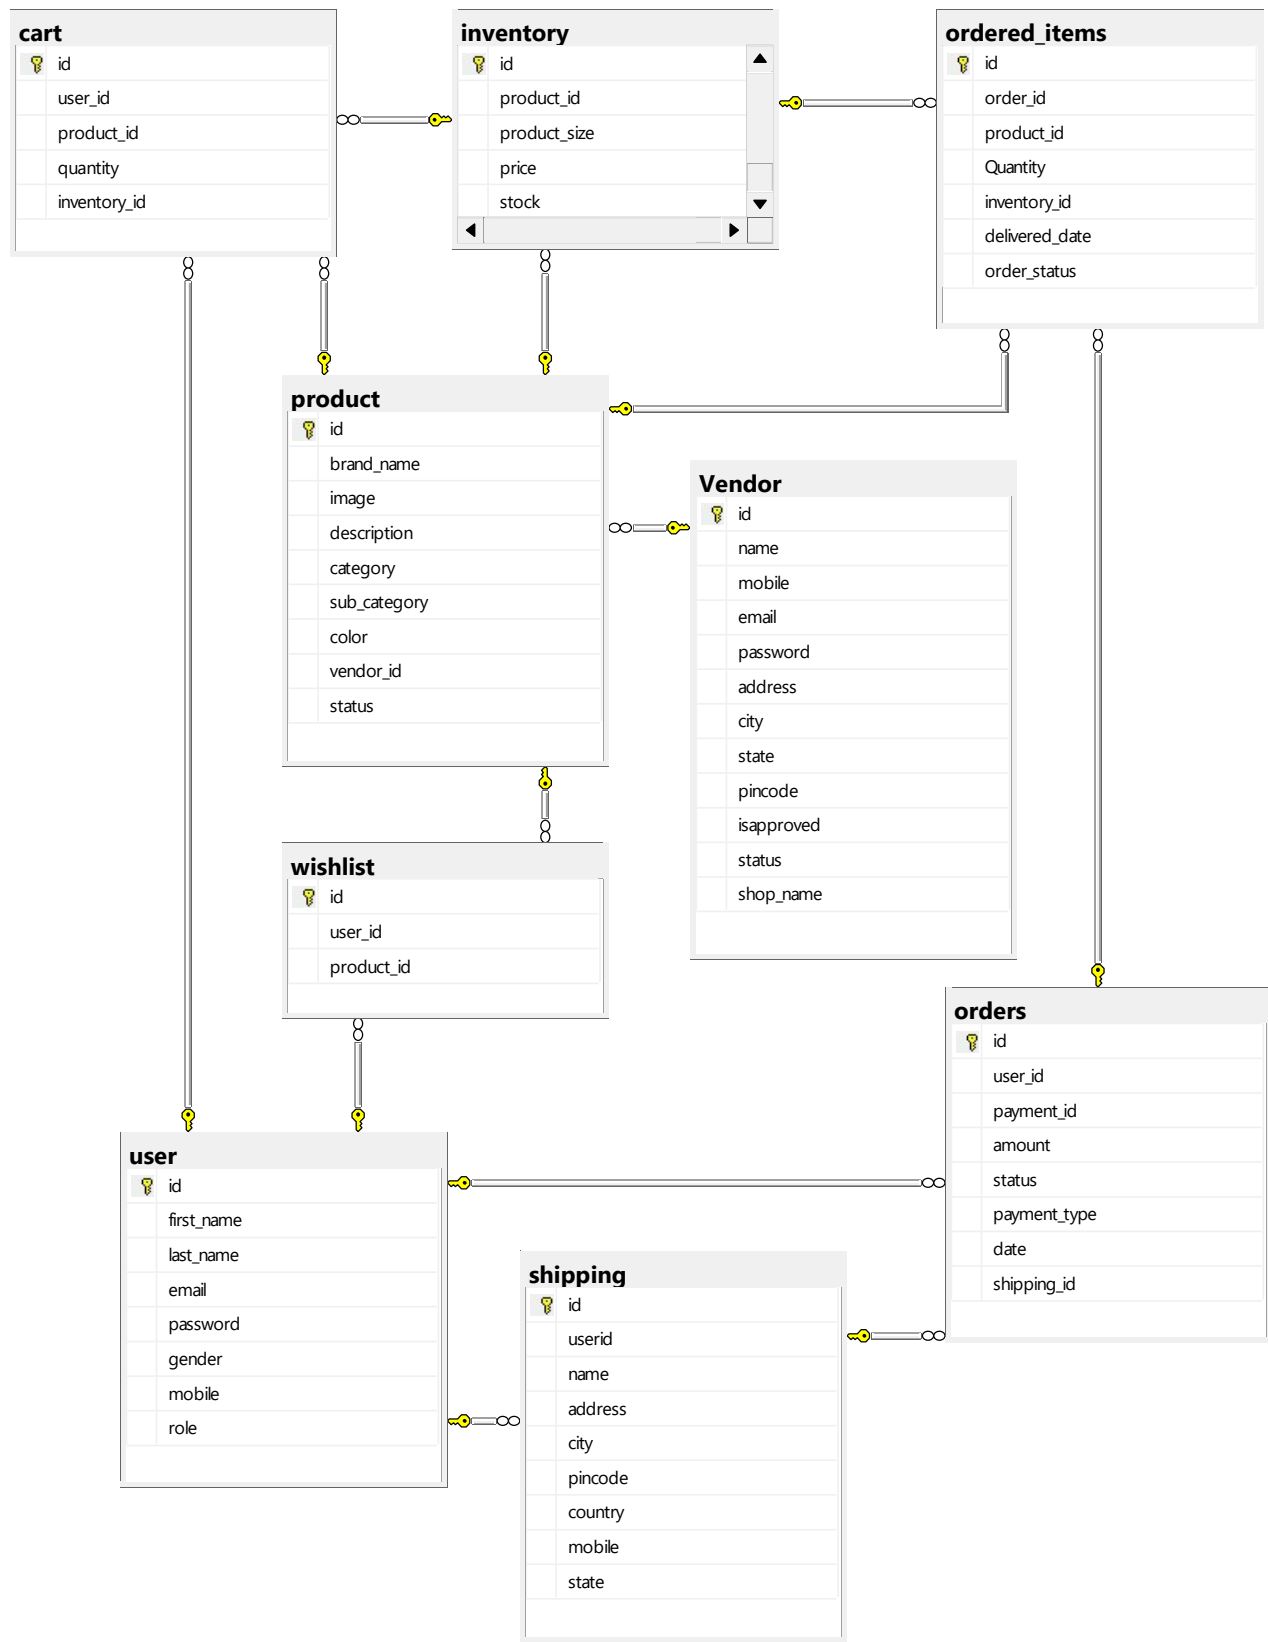 cart
id
user_id
product_id
quantity
inventory_id
inventory
id
product_id
product_size
price
stock
ordered_items
id
order_id
product_id
Quantity
inventory_id
delivered_date
order_status
product
id
brand_name
image
description
category
sub_category
color
vendor_id
status
Vendor
id
name
mobile
email
password
address
city
state
pincode
isapproved
status
shop_name
wishlist
id
user_id
product_id
orders
id
user_id
payment_id
amount
status
payment_type
date
shipping_id
user
id
first_name
last_name
email
password
gender
mobile
role
shipping
id
userid
name
address
city
pincode
country
mobile
state